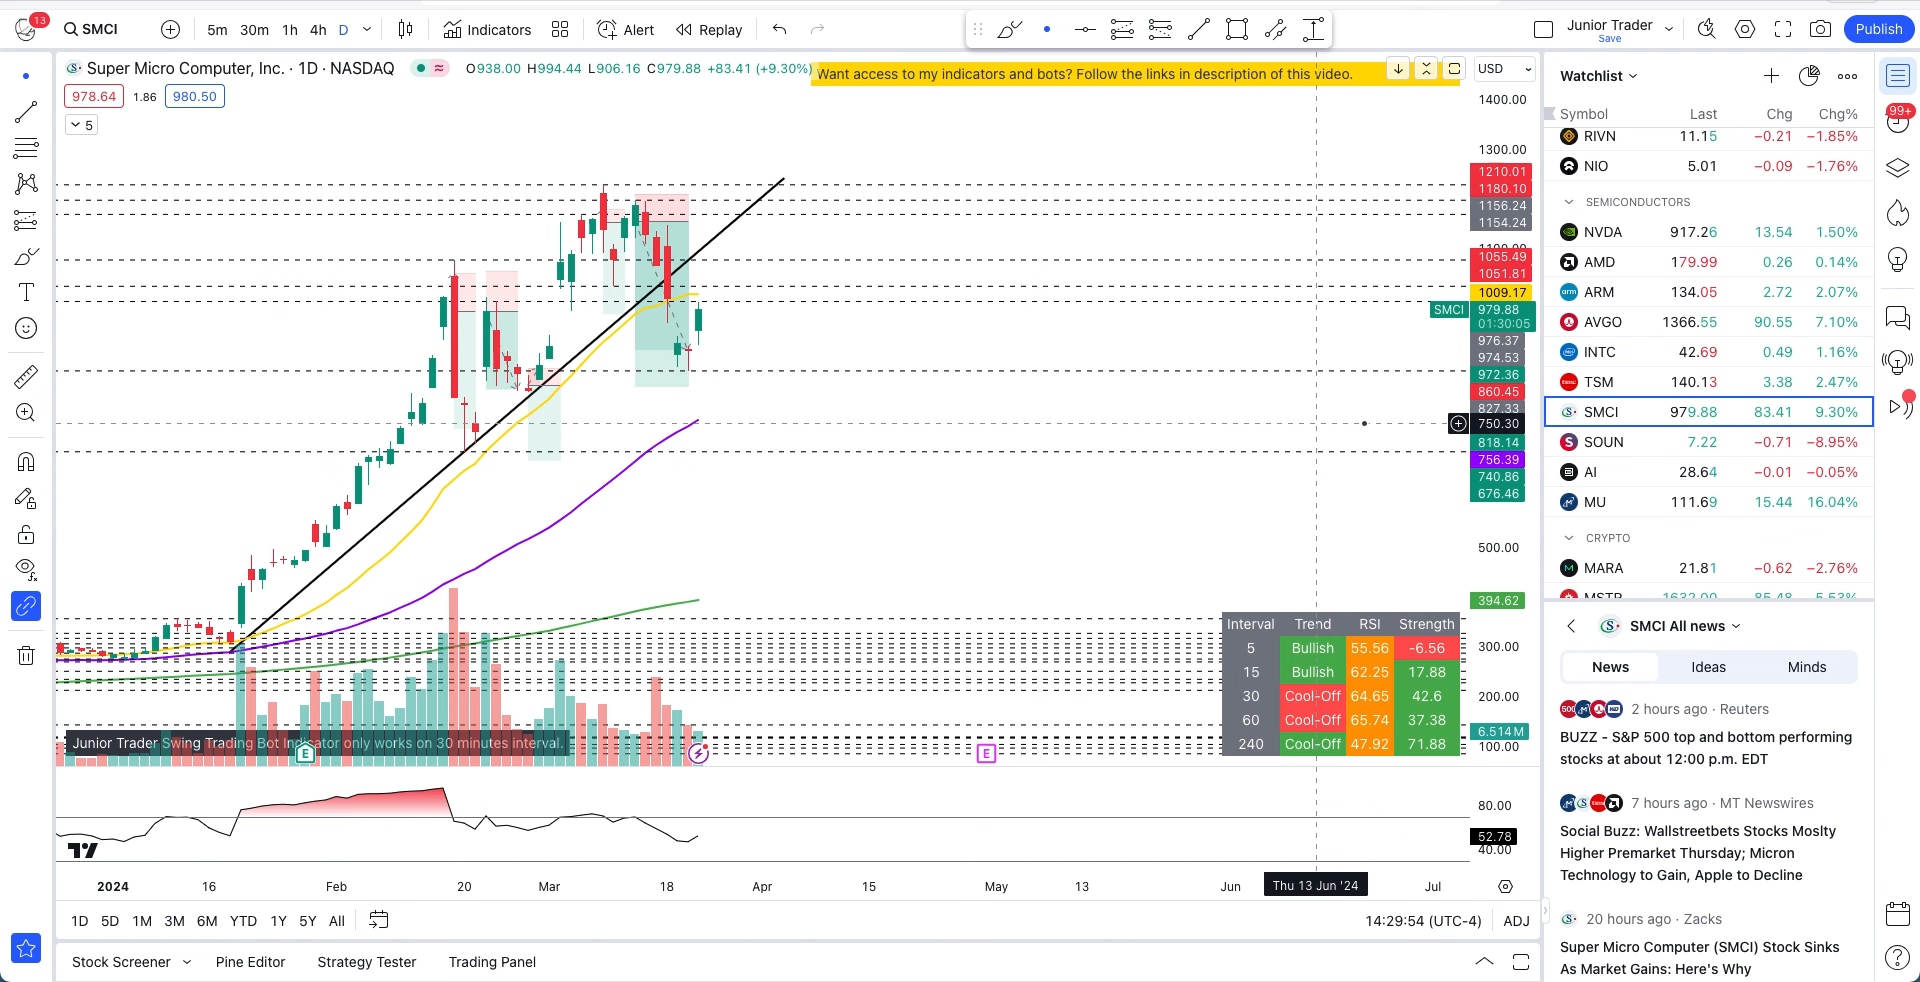 13
SMCI
5m 30m 1h 4h D
Indicators
Alert
Replay
Junior Trader
Save
Publish
Super Micro Computer, Inc. · 1D · NASDAQ
O938.00 H994.44 L906.16 C979.88 +83.41 (+9.30%)
Want access to my indicators and bots? Follow the links in description of this video.
USD
978.64 1.86 980.50
5
1400.00
1300.00
1210.01
1180.10
1156.24
1154.24
1055.49
1051.81
1009.17
SMCI 979.88
01:30:05
976.37
974.53
972.36
860.45
827.33
750.30
818.14
756.39
740.86
676.46
500.00
394.62
300.00
200.00
6.514M
100.00
Interval Trend RSI Strength
5 Bullish 55.56 -6.56
15 Bullish 62.25 17.88
30 Cool-Off 64.65 42.6
60 Cool-Off 65.74 37.38
240 Cool-Off 47.92 71.88
Junior Trader Swing Trading Bot Indicator only works on 30 minutes interval.
E
E
80.00
52.78
40.00
2024 16 Feb 20 Mar 18 Apr 15 May 13 Jun Thu 13 Jun '24 Jul
1D 5D 1M 3M 6M YTD 1Y 5Y All
14:29:54 (UTC-4) ADJ
Stock Screener Pine Editor Strategy Tester Trading Panel
Watchlist
Symbol Last Chg Chg%
RIVN 11.15 −0.21 −1.85%
NIO 5.01 −0.09 −1.76%
SEMICONDUCTORS
NVDA 917.26 13.54 1.50%
AMD 179.99 0.26 0.14%
ARM 134.05 2.72 2.07%
AVGO 1366.55 90.55 7.10%
INTC 42.69 0.49 1.16%
TSM 140.13 3.38 2.47%
SMCI 979.88 83.41 9.30%
SOUN 7.22 −0.71 −8.95%
AI 28.64 −0.01 −0.05%
MU 111.69 15.44 16.04%
CRYPTO
MARA 21.81 −0.62 −2.76%
SMCI All news
News Ideas Minds
2 hours ago · Reuters
BUZZ - S&P 500 top and bottom performing
stocks at about 12:00 p.m. EDT
7 hours ago · MT Newswires
Social Buzz: Wallstreetbets Stocks Moslty
Higher Premarket Thursday; Micron
Technology to Gain, Apple to Decline
20 hours ago · Zacks
Super Micro Computer (SMCI) Stock Sinks
As Market Gains: Here's Why
99+